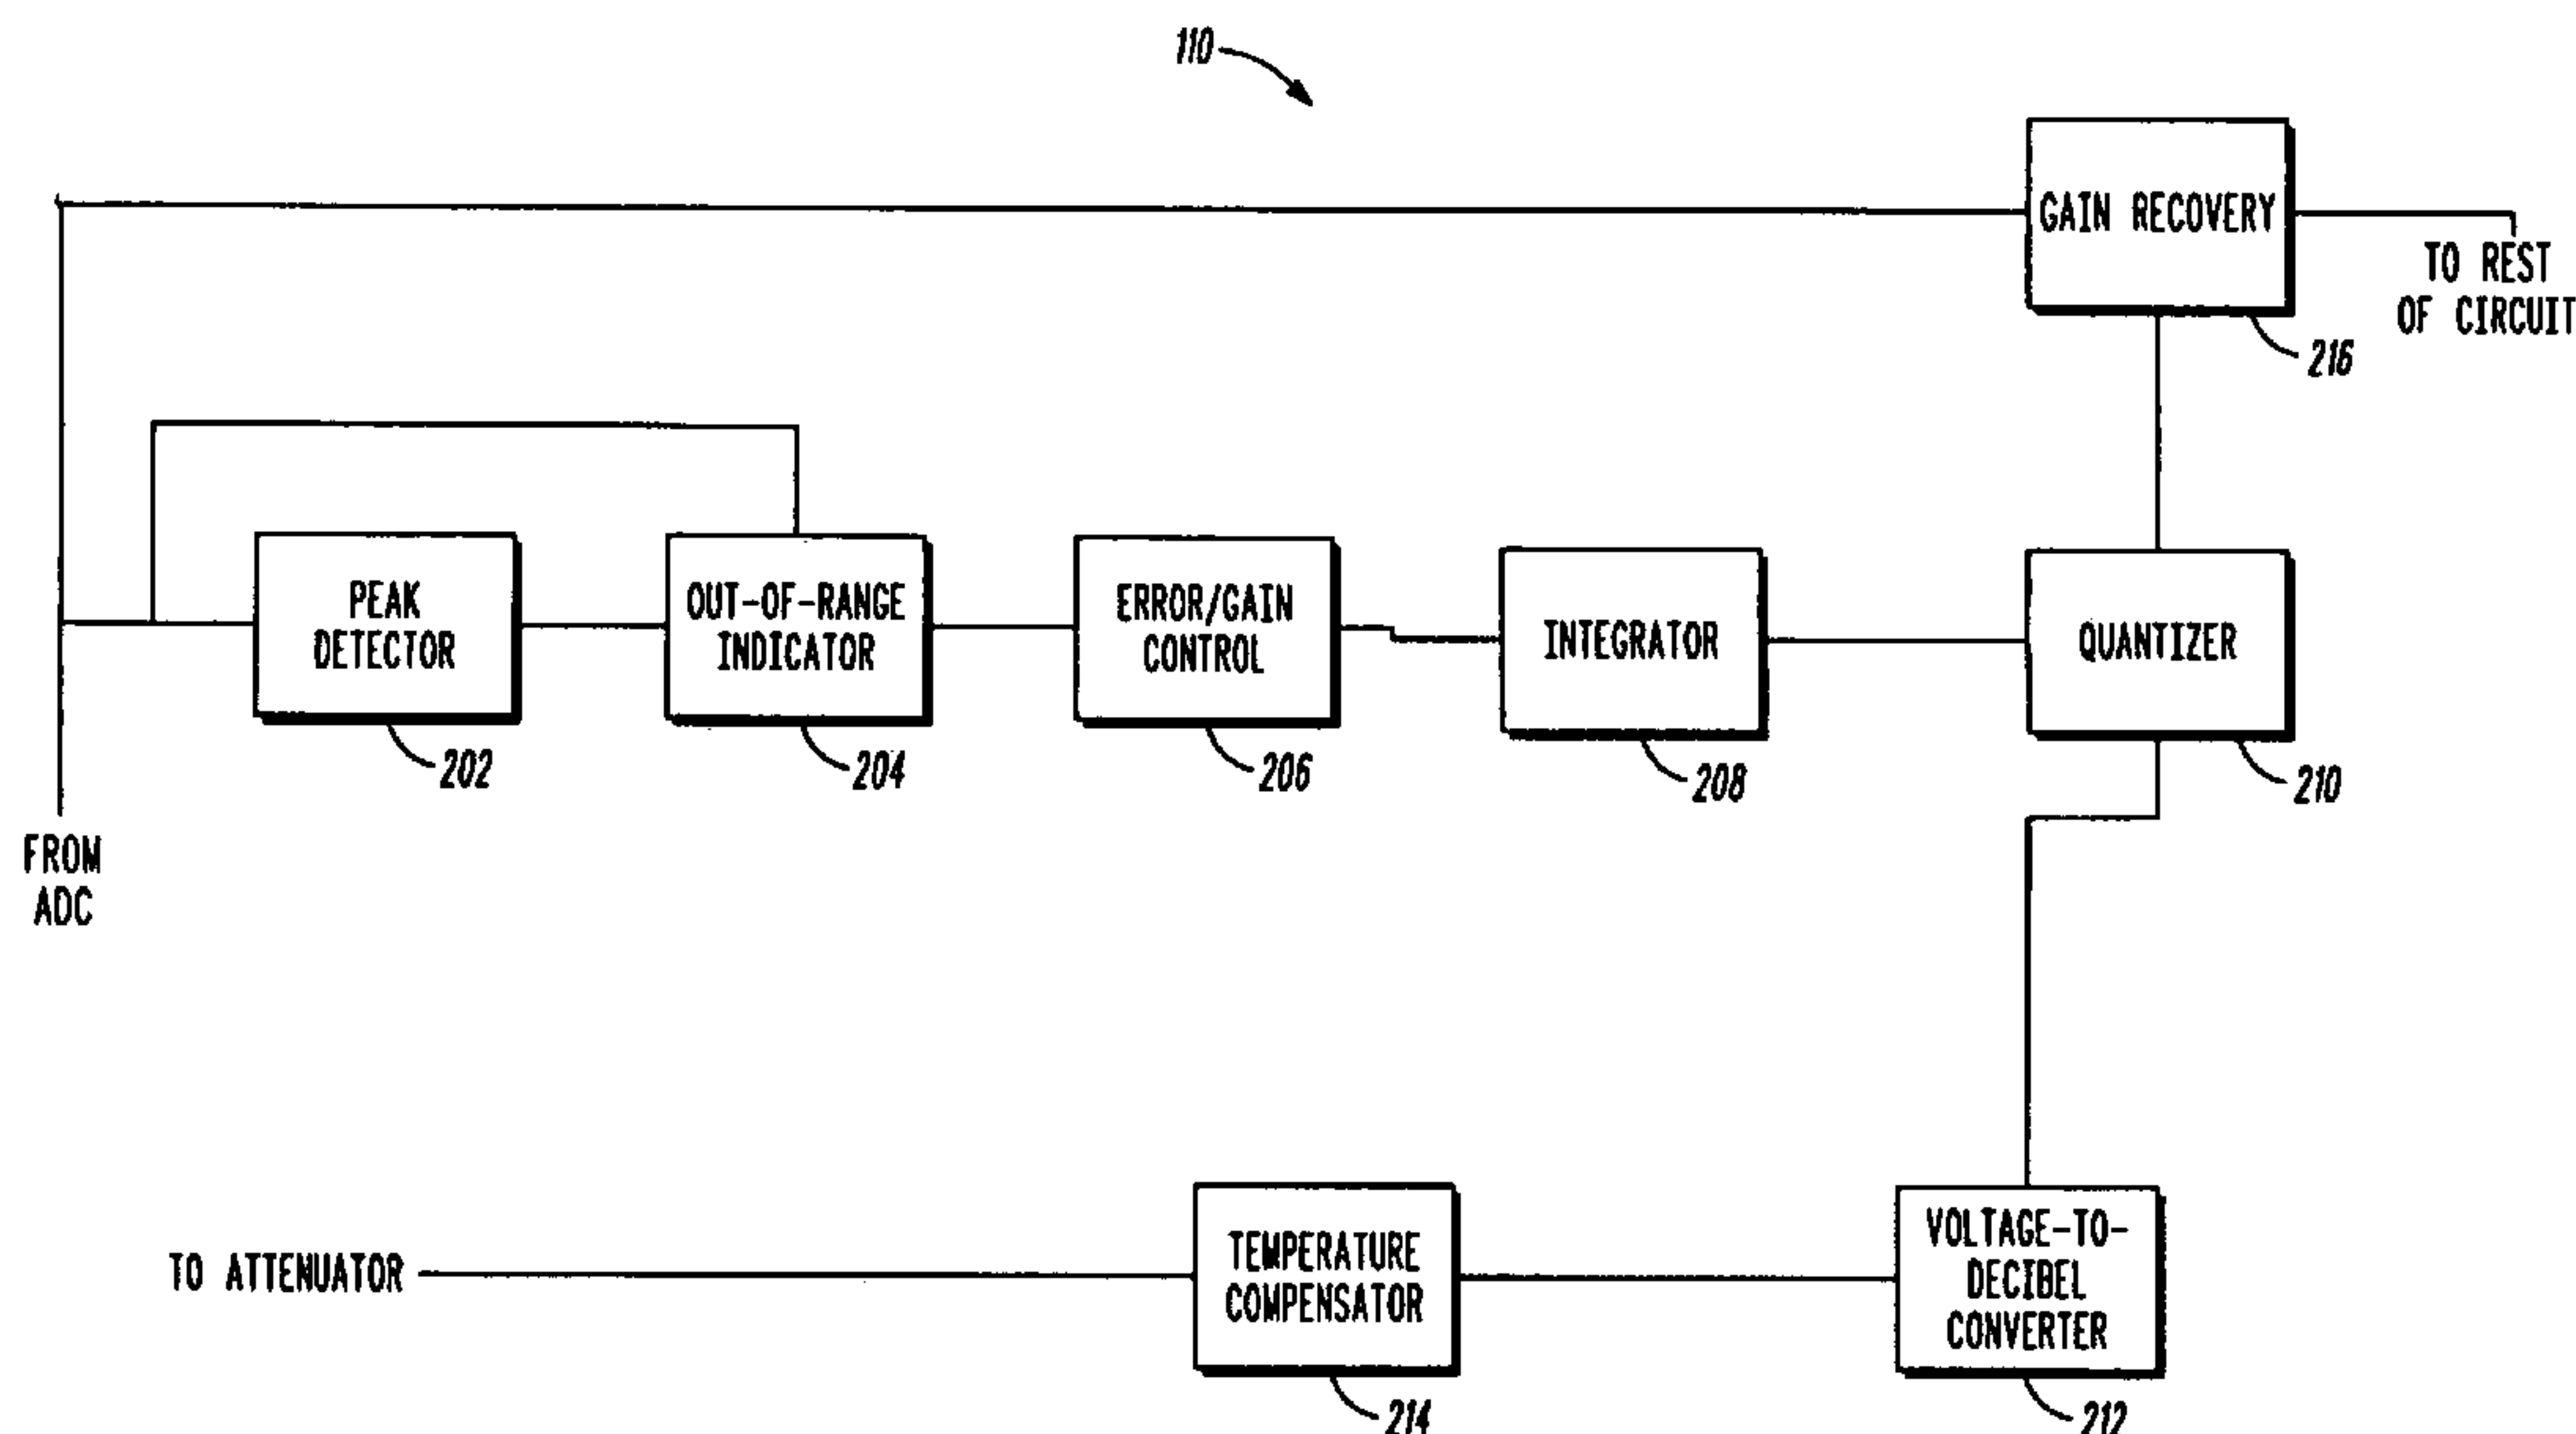 110
GAIN RECOVERY
TO REST
OF CIRCUIT
216
PEAK
DETECTOR
202
OUT-OF-RANGE
INDICATOR
204
ERROR/GAIN
CONTROL
206
INTEGRATOR
208
QUANTIZER
210
FROM
ADC
TO ATTENUATOR
TEMPERATURE
COMPENSATOR
214
VOLTAGE-TO-
DECIBEL
CONVERTER
212